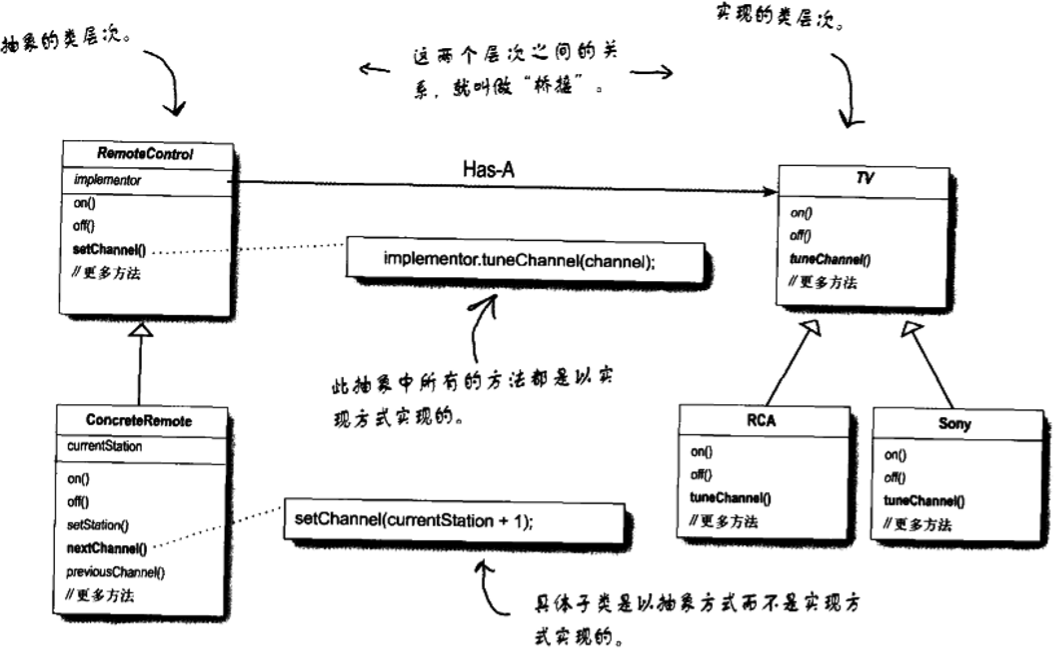 抽象的类层次。
这两个层次之间的关
系，就叫做“桥接”。
实现的类层次。
RemoteControl
implementor
on()
off()
setChannel()
//更多方法
Has-A
TV
on()
off()
tuneChannel()
//更多方法
implementor.tuneChannel(channel);
此抽象中所有的方法都是以实
现方式实现的。
ConcreteRemote
currentStation
on()
off()
setStation()
nextChannel()
previousChannel()
//更多方法
RCA
on()
off()
tuneChannel()
//更多方法
Sony
on()
off()
tuneChannel()
//更多方法
setChannel(currentStation + 1);
具体子类是以抽象方式而不是实现方
式实现的。